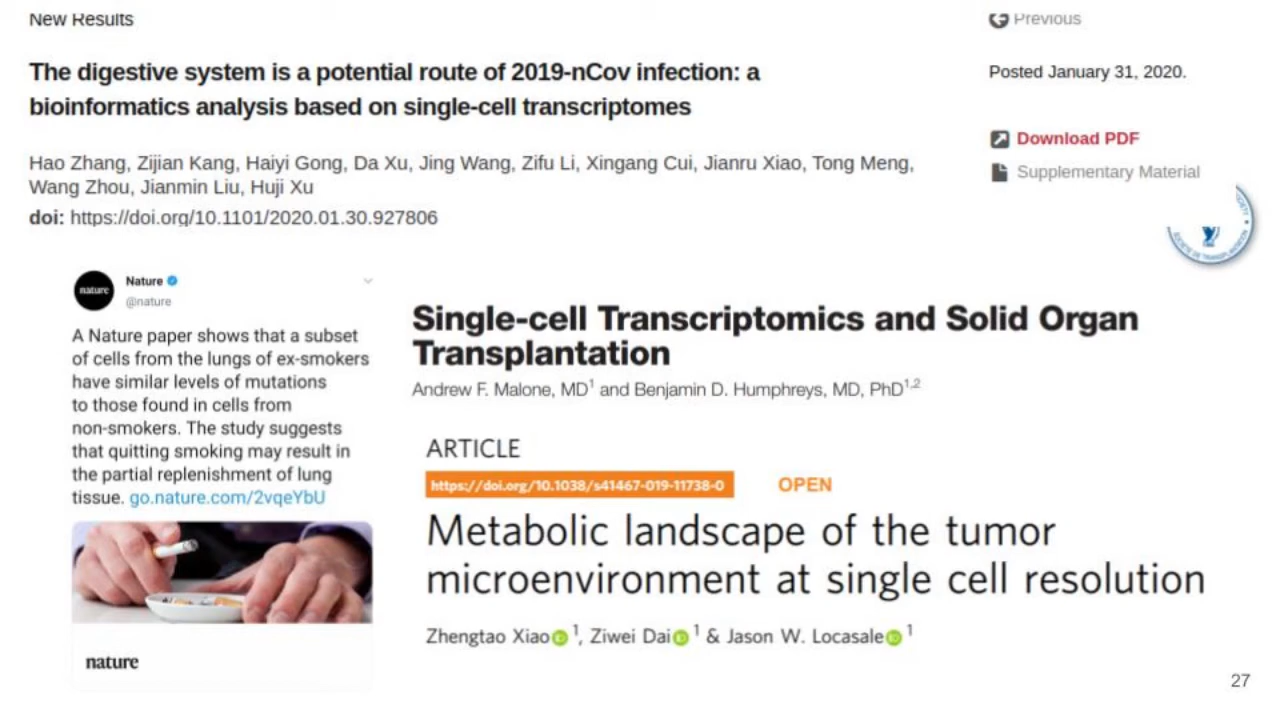 New Results
Previous
The digestive system is a potential route of 2019-nCov infection: a
bioinformatics analysis based on single-cell transcriptomes
Posted January 31, 2020.
Download PDF
Supplementary Material
Hao Zhang, Zijian Kang, Haiyi Gong, Da Xu, Jing Wang, Zifu Li, Xingang Cui, Jianru Xiao, Tong Meng,
Wang Zhou, Jianmin Liu, Huji Xu
doi: https://doi.org/10.1101/2020.01.30.927806
nature
Nature
@nature
A Nature paper shows that a subset
of cells from the lungs of ex-smokers
have similar levels of mutations
to those found in cells from
non-smokers. The study suggests
that quitting smoking may result in
the partial replenishment of lung
tissue. go.nature.com/2vqeYbU
nature
Single-cell Transcriptomics and Solid Organ
Transplantation
Andrew F. Malone, MD1 and Benjamin D. Humphreys, MD, PhD1,2
ARTICLE
https://doi.org/10.1038/s41467-019-11738-0
OPEN
Metabolic landscape of the tumor
microenvironment at single cell resolution
Zhengtao Xiao 1, Ziwei Dai 1 & Jason W. Locasale 1
27